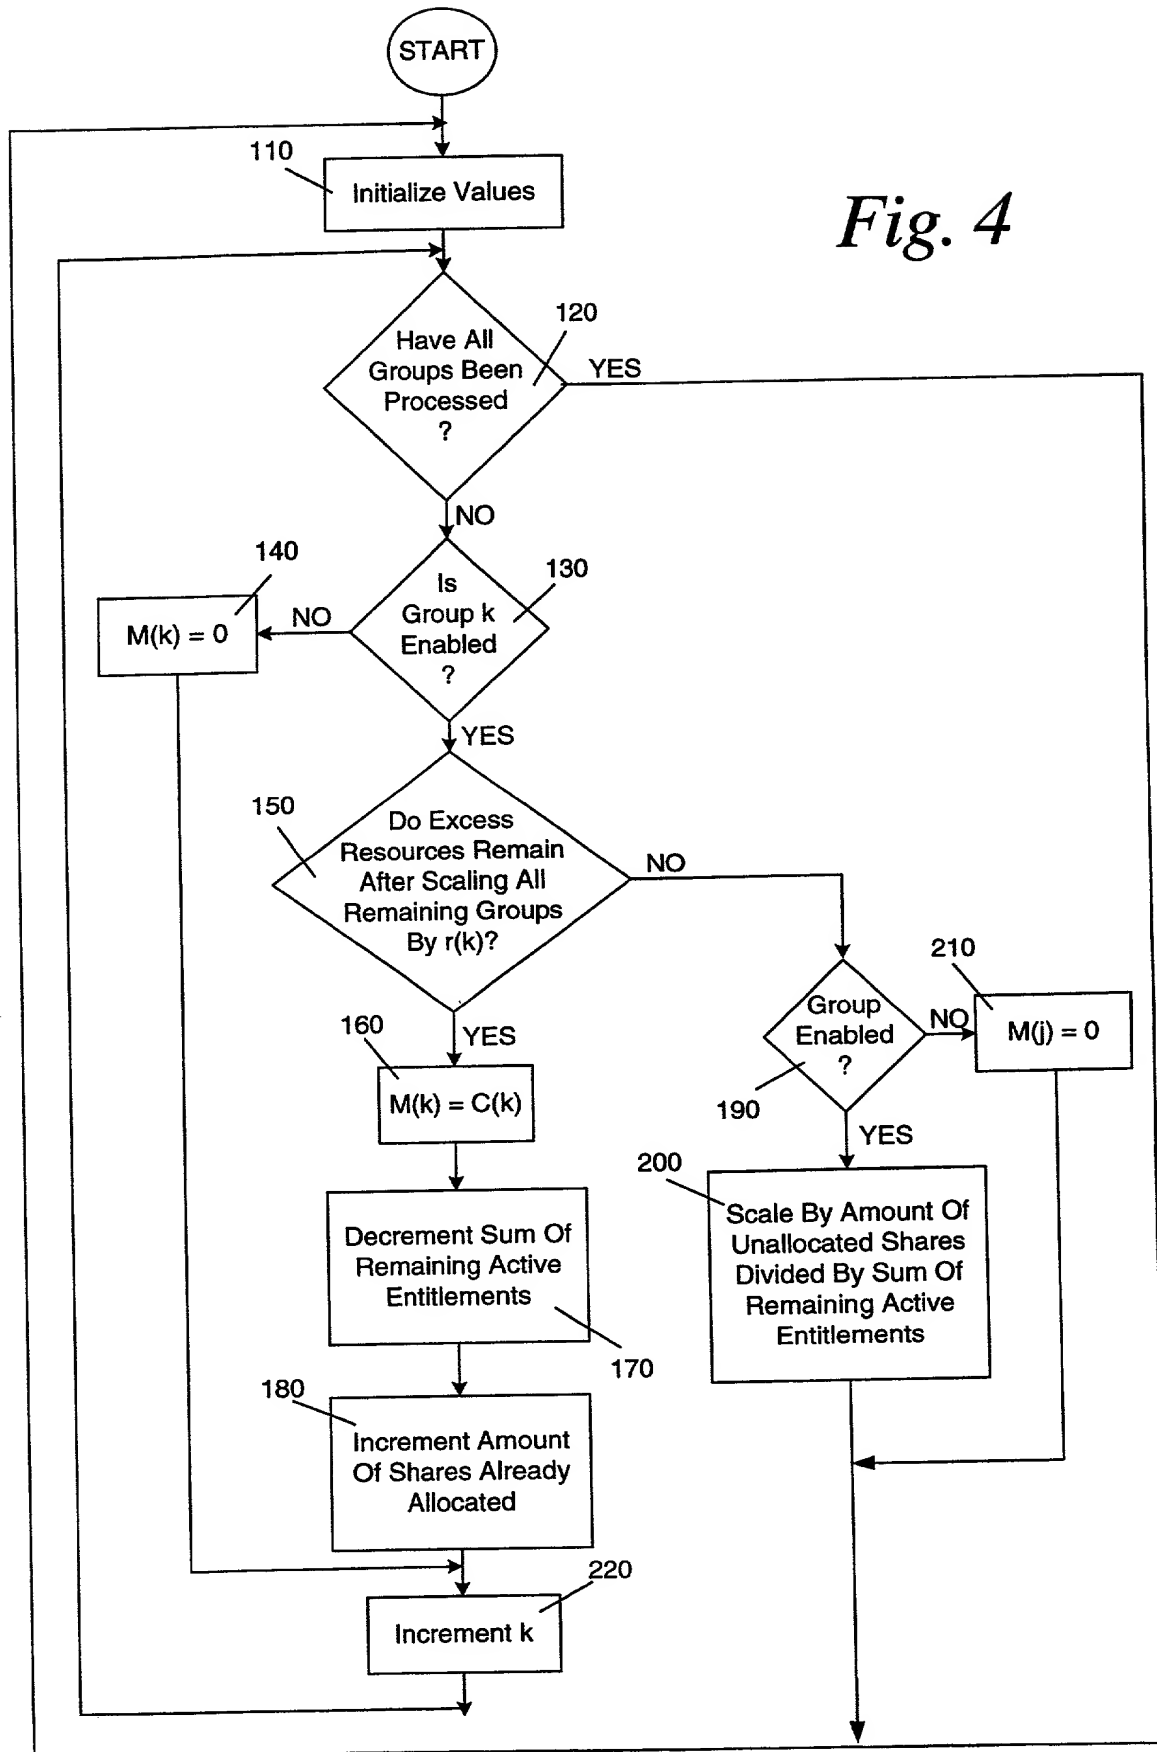 START
110
Initialize Values
Fig. 4
120
Have All
Groups Been
Processed
?
YES
NO
140
130
Is
Group k
Enabled
?
NO
M(k) = 0
YES
150
Do Excess
Resources Remain
After Scaling All
Remaining Groups
By r(k)?
NO
210
Group
Enabled
?
NO
M(j) = 0
190
160
YES
M(k) = C(k)
YES
200
Scale By Amount Of
Unallocated Shares
Divided By Sum Of
Remaining Active
Entitlements
Decrement Sum Of
Remaining Active
Entitlements
170
180
Increment Amount
Of Shares Already
Allocated
220
Increment k